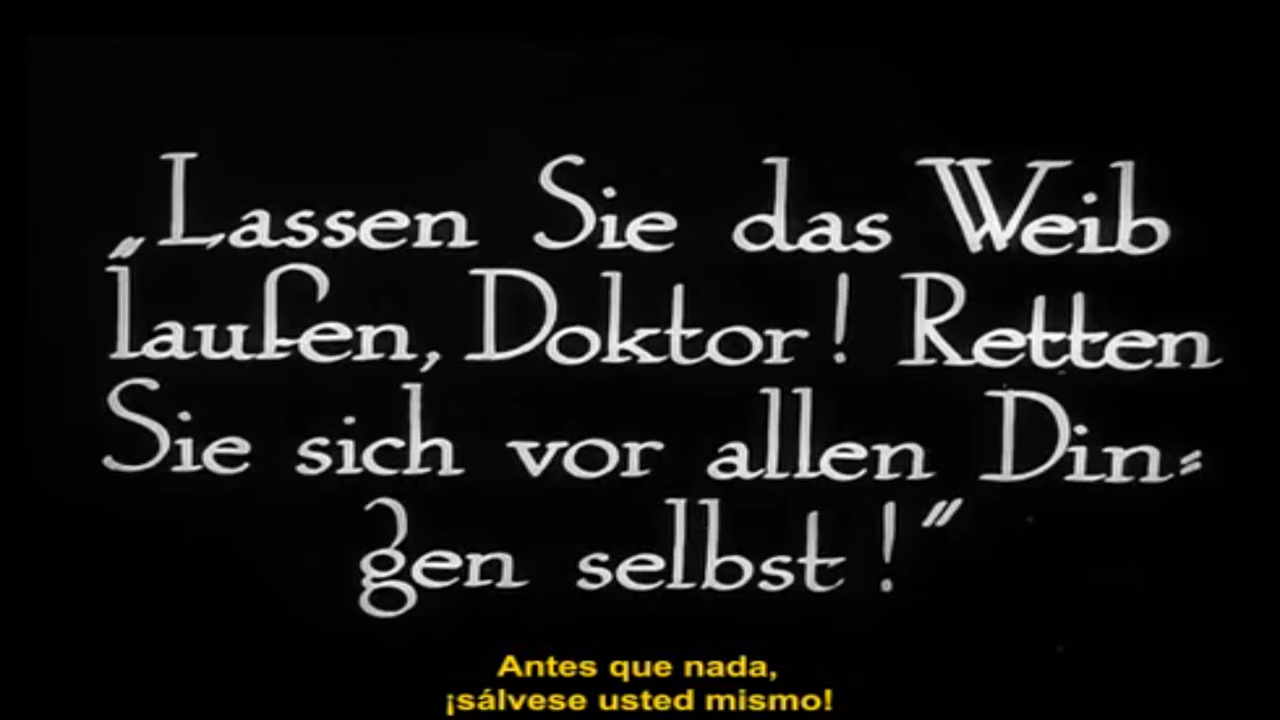 „Lassen Sie das Weib
laufen, Doktor! Retten
Sie sich vor allen Din=
gen selbst!“
Antes que nada,
¡sálvese usted mismo!